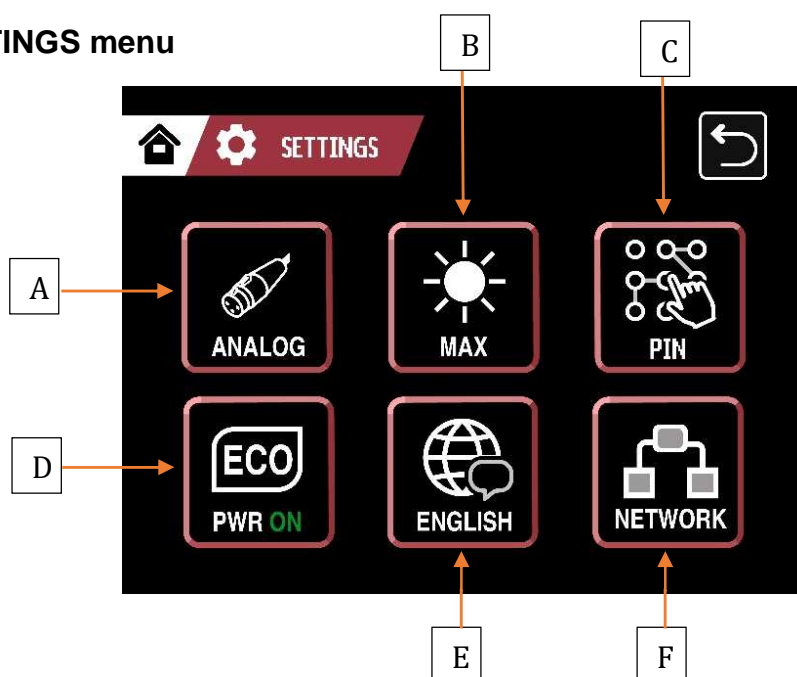 TINGS menu
B
C
SETTINGS
A
ANALOG
MAX
PIN
D
ECO
PWR ON
ENGLISH
NETWORK
E
F